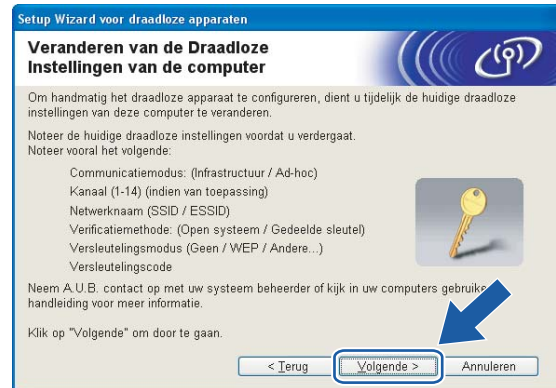 Setup Wizard voor draadloze apparaten
Veranderen van de Draadloze
Instellingen van de computer
Om handmatig het draadloze apparaat te configureren, dient u tijdelijk de huidige draadloze
instellingen van deze computer te veranderen.
Noteer de huidige draadloze instellingen voordat u verdergaat.
Noteer vooral het volgende:
Communicatiemodus: (Infrastructuur / Ad-hoc)
Kanaal (1-14) (indien van toepassing)
Netwerknaam (SSID / ESSID)
Verificatiemethode: (Open systeem / Gedeelde sleutel)
Versleutelingsmodus (Geen / WEP / Andere...)
Versleutelingscode
Neem A.U.B. contact op met uw systeem beheerder of kijk in uw computers gebruike
handleiding voor meer informatie.
Klik op "Volgende" om door te gaan.
< Terug Volgende > Annuleren